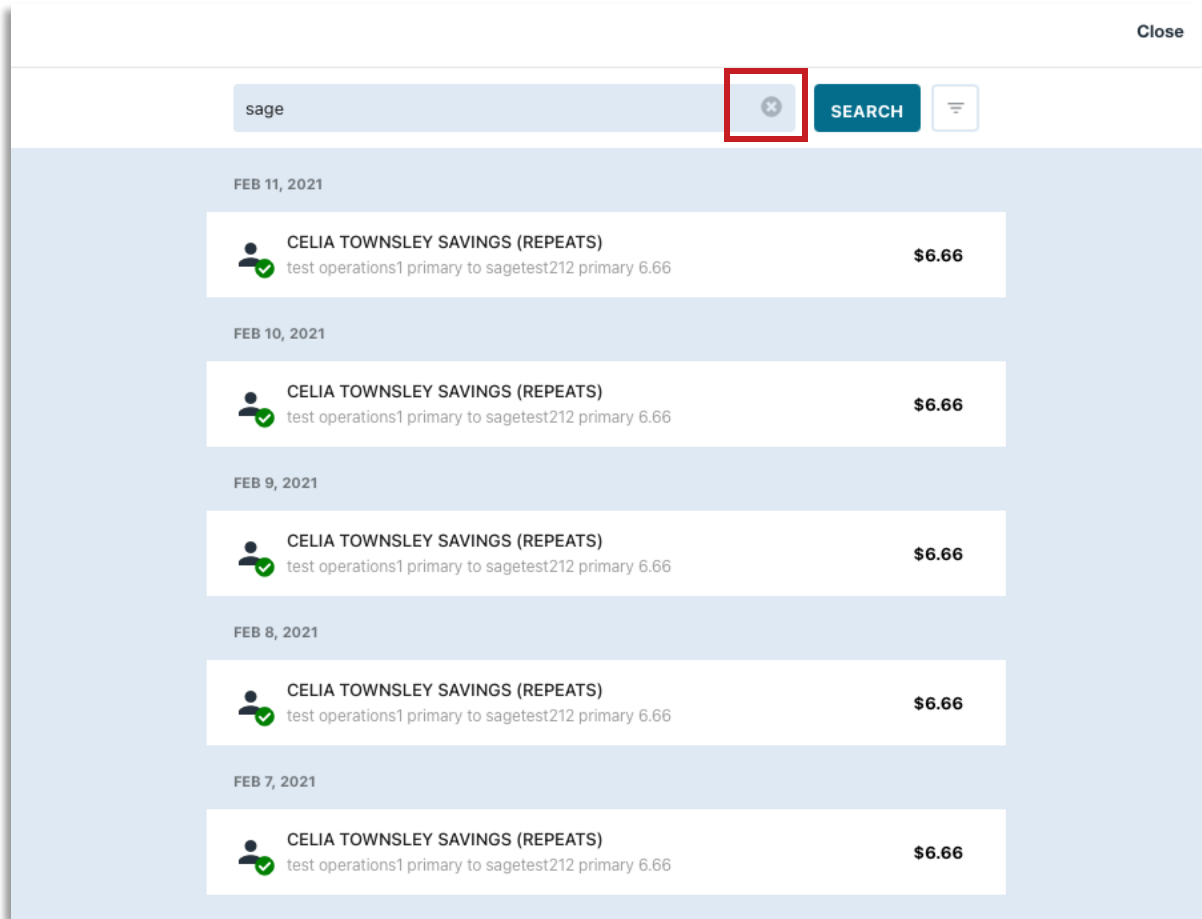 Close
sage
SEARCH
FEB 11, 2021
CELIA TOWNSLEY SAVINGS (REPEATS)
$6.66
test operations1 primary to sagetest212 primary 6.66
FEB 10, 2021
CELIA TOWNSLEY SAVINGS (REPEATS)
$6.66
test operations1 primary to sagetest212 primary 6.66
FEB 9, 2021
CELIA TOWNSLEY SAVINGS (REPEATS)
$6.66
test operations1 primary to sagetest212 primary 6.66
FEB 8, 2021
CELIA TOWNSLEY SAVINGS (REPEATS)
$6.66
test operations1 primary to sagetest212 primary 6.66
FEB 7, 2021
CELIA TOWNSLEY SAVINGS (REPEATS)
$6.66
test operations1 primary to sagetest212 primary 6.66